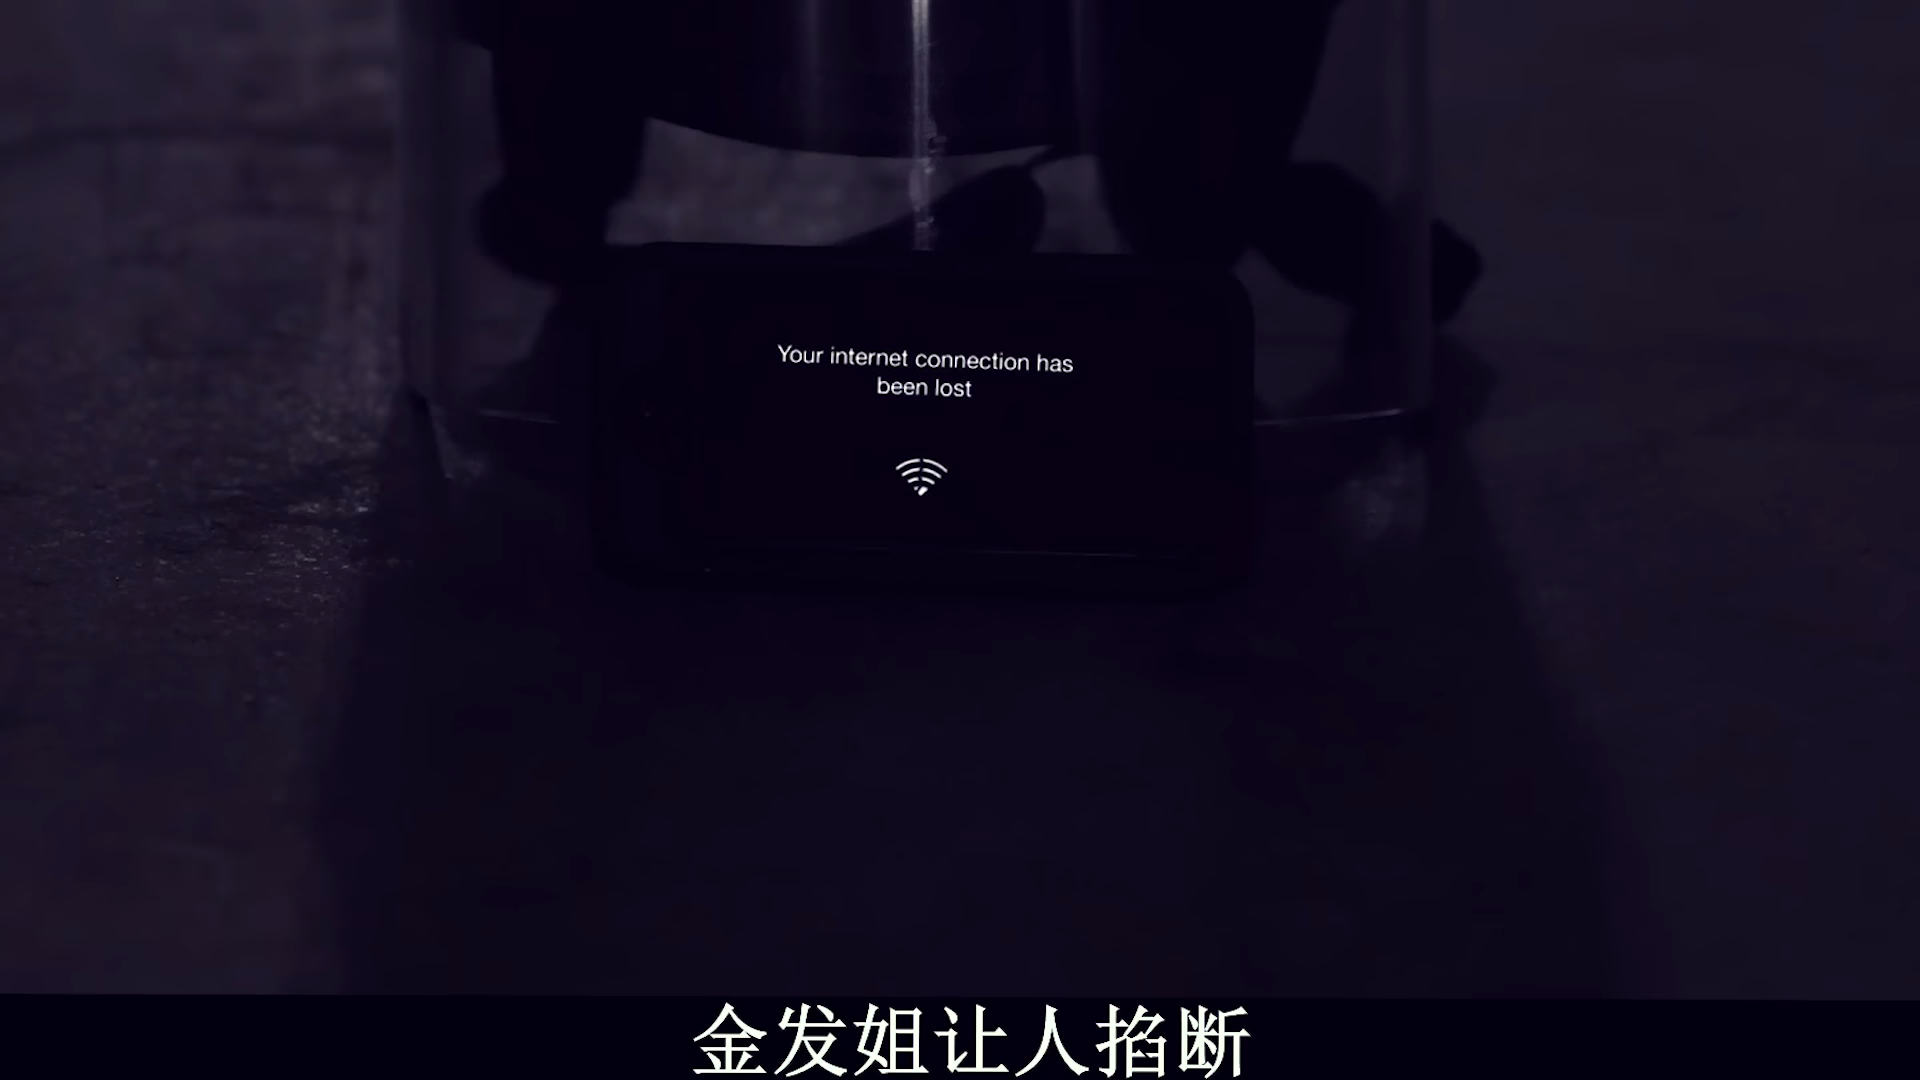 Your internet connection has
been lost
金发姐让人掐断